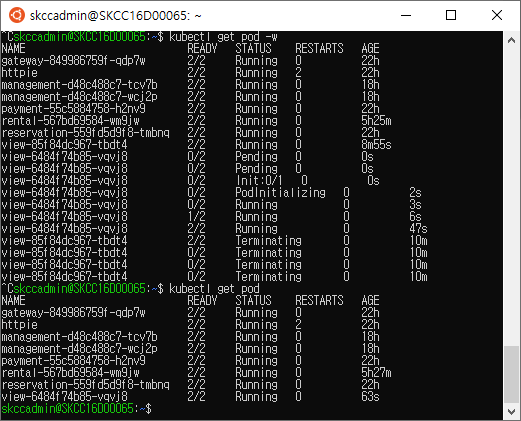 skccadmin@SKCC16D00065: ~
^Cskccadmin@SKCC16D00065:~$ kubectl get pod -w
NAME READY STATUS RESTARTS AGE
gateway-849986759f-qdp7w 2/2 Running 0 22h
httpie 2/2 Running 2 22h
management-d48c488c7-tcv7b 2/2 Running 0 18h
management-d48c488c7-wcj2p 2/2 Running 0 18h
payment-55c5884758-h2nv9 2/2 Running 0 22h
rental-567bd69584-wm9jw 2/2 Running 0 5h25m
reservation-559fd5d9f8-tmbnq 2/2 Running 0 22h
view-85f84dc967-tbdt4 2/2 Running 0 8m55s
view-6484f74b85-vqvj8 0/2 Pending 0 0s
view-6484f74b85-vqvj8 0/2 Pending 0 0s
view-6484f74b85-vqvj8 0/2 Init:0/1 0 0s
view-6484f74b85-vqvj8 0/2 PodInitializing 0 2s
view-6484f74b85-vqvj8 0/2 Running 0 3s
view-6484f74b85-vqvj8 1/2 Running 0 6s
view-6484f74b85-vqvj8 2/2 Running 0 47s
view-85f84dc967-tbdt4 2/2 Terminating 0 10m
view-85f84dc967-tbdt4 0/2 Terminating 0 10m
view-85f84dc967-tbdt4 0/2 Terminating 0 10m
view-85f84dc967-tbdt4 0/2 Terminating 0 10m
^Cskccadmin@SKCC16D00065:~$ kubectl get pod
NAME READY STATUS RESTARTS AGE
gateway-849986759f-qdp7w 2/2 Running 0 22h
httpie 2/2 Running 2 22h
management-d48c488c7-tcv7b 2/2 Running 0 18h
management-d48c488c7-wcj2p 2/2 Running 0 18h
payment-55c5884758-h2nv9 2/2 Running 0 22h
rental-567bd69584-wm9jw 2/2 Running 0 5h27m
reservation-559fd5d9f8-tmbnq 2/2 Running 0 22h
view-6484f74b85-vqvj8 2/2 Running 0 63s
skccadmin@SKCC16D00065:~$